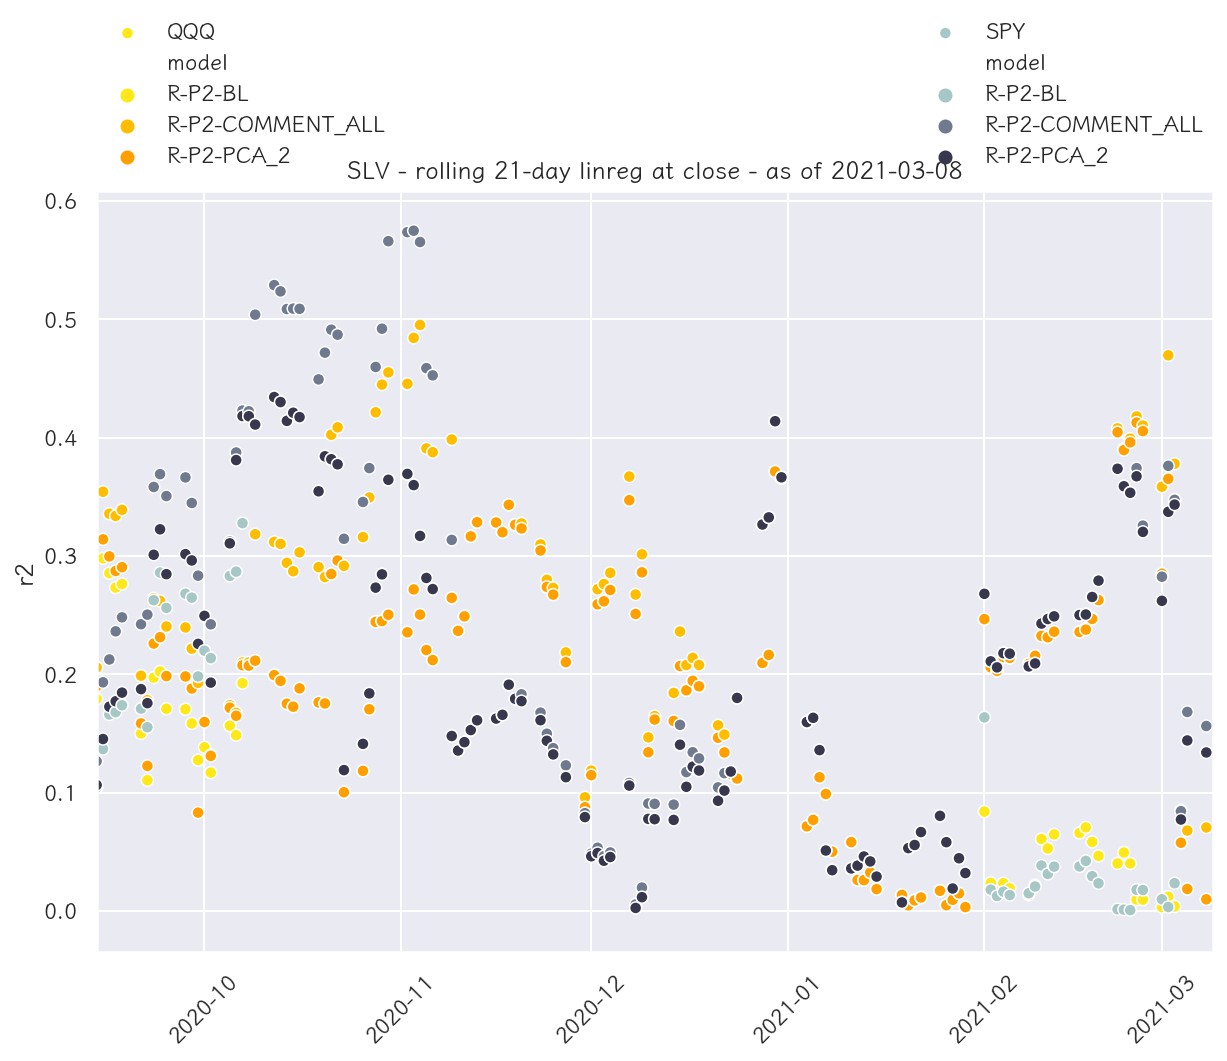 QQQ
model
R-P2-BL
R-P2-COMMENT_ALL
R-P2-PCA_2
SPY
model
R-P2-BL
R-P2-COMMENT_ALL
R-P2-PCA_2
SLV - rolling 21-day linreg at close - as of 2021-03-08
0.6
0.5
0.4
0.3
0.2
0.1
0.0
r2
2020-10
2020-11
2020-12
2021-01
2021-02
2021-03